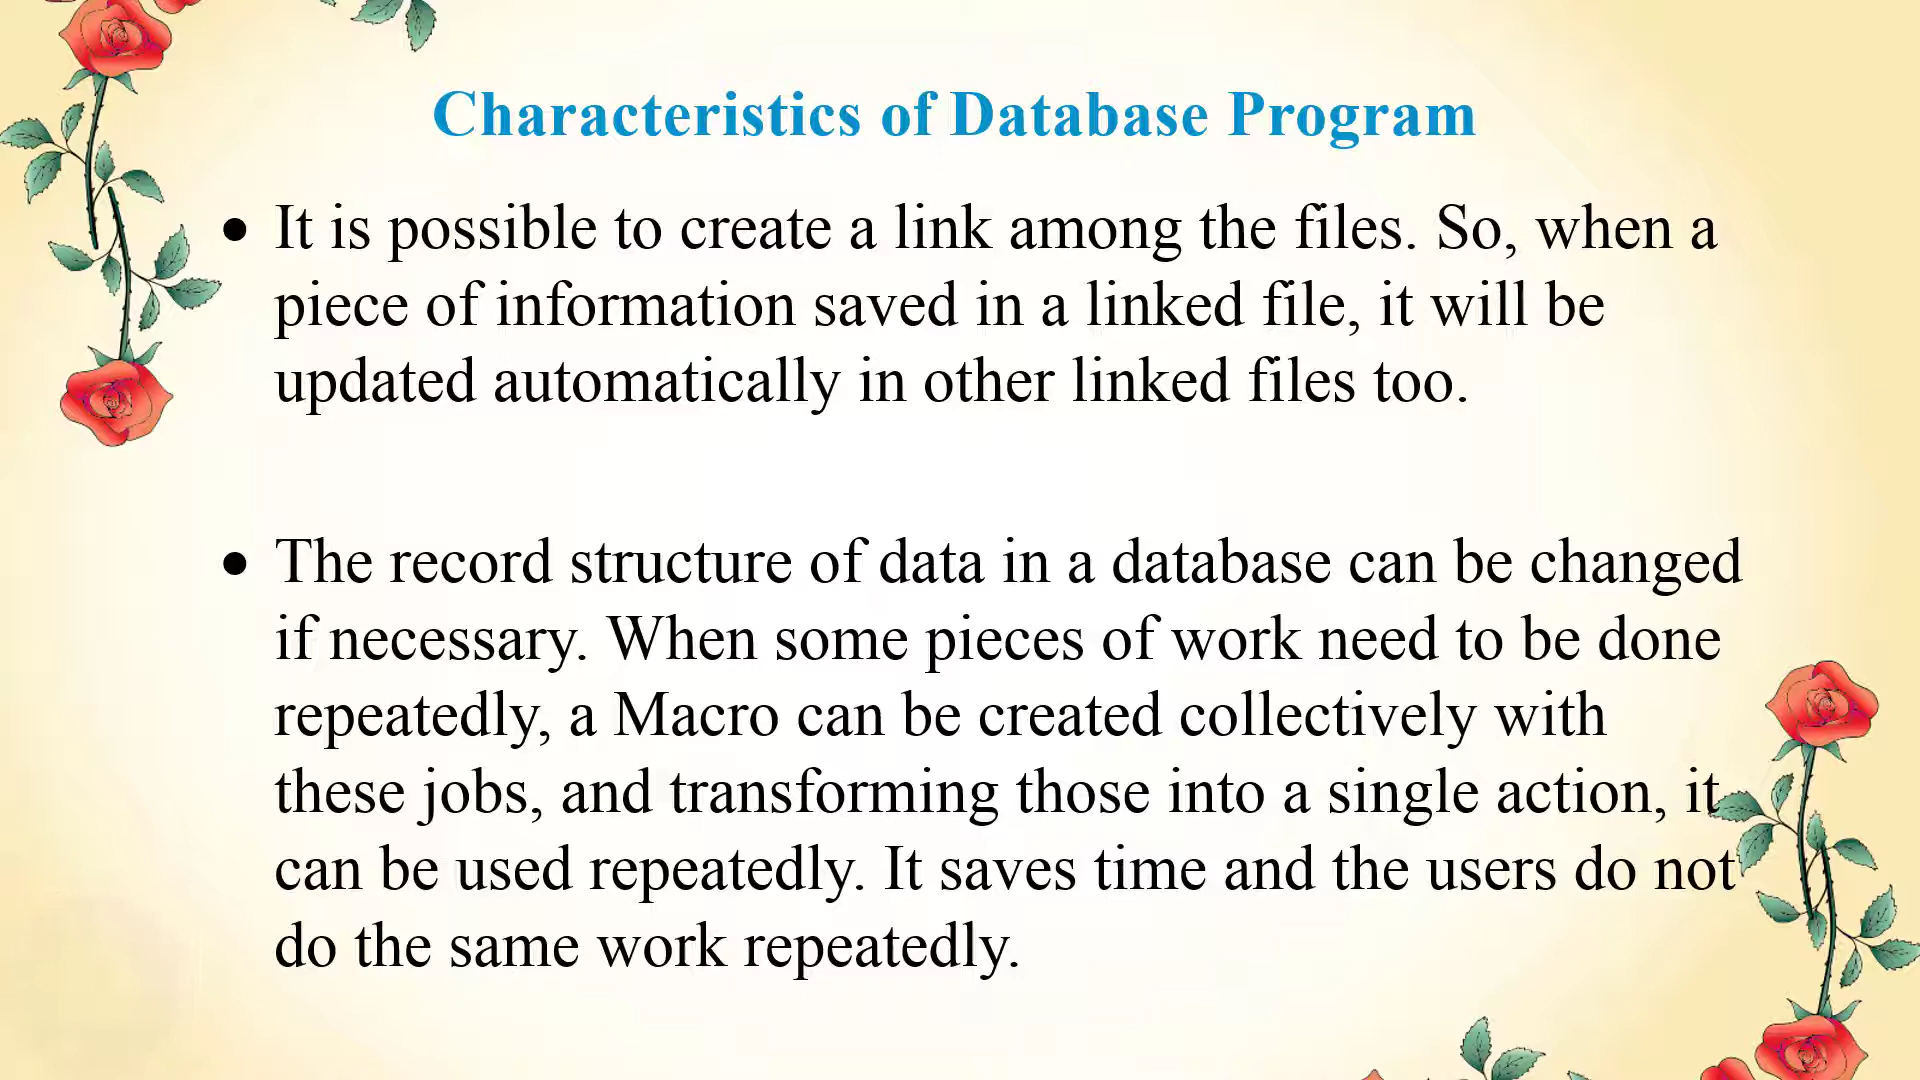 Characteristics of Database Program
• It is possible to create a link among the files. So, when a
piece of information saved in a linked file, it will be
updated automatically in other linked files too.
• The record structure of data in a database can be changed
if necessary. When some pieces of work need to be done
repeatedly, a Macro can be created collectively with
these jobs, and transforming those into a single action, it
can be used repeatedly. It saves time and the users do not
do the same work repeatedly.